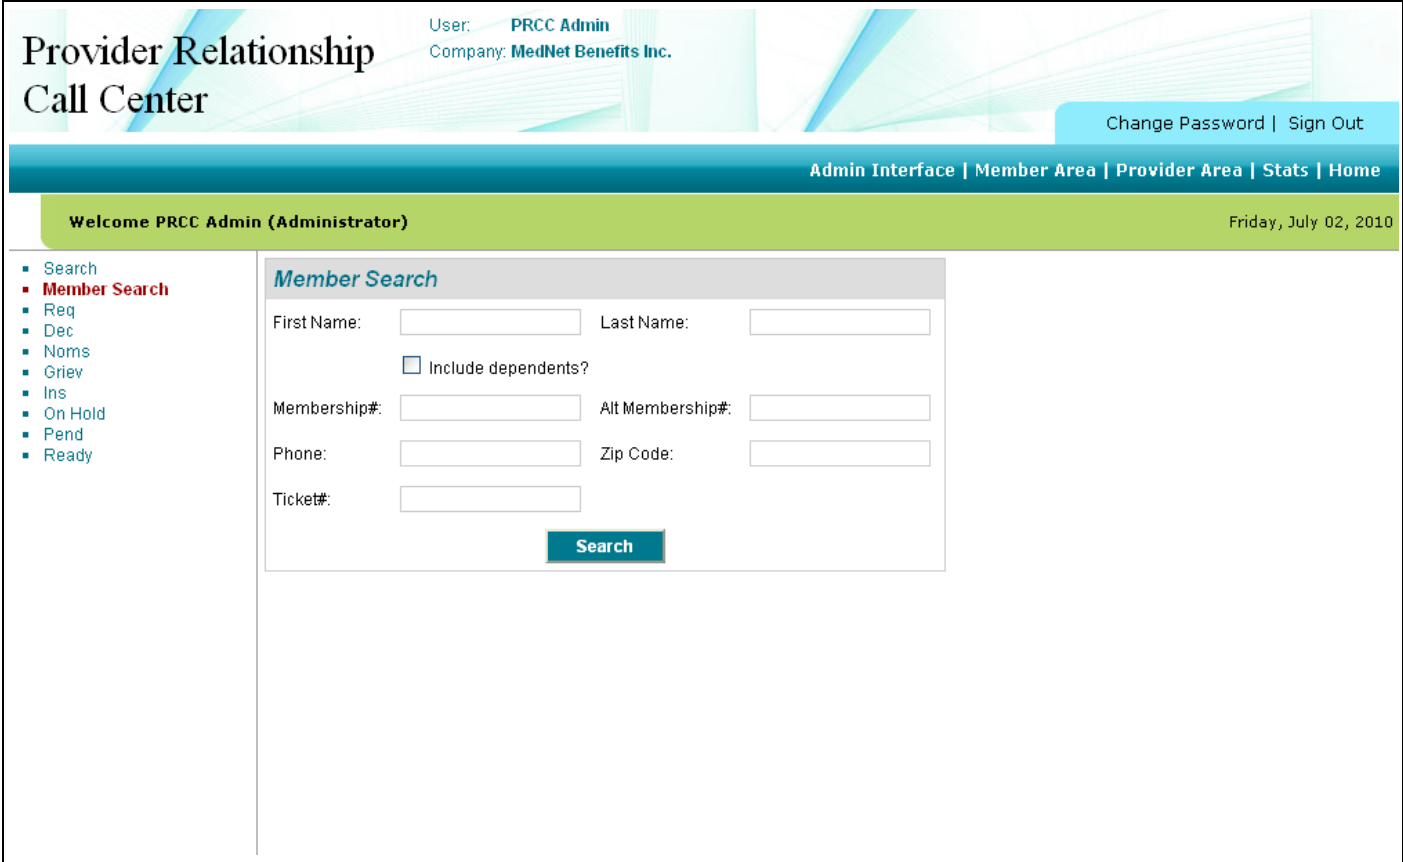 Provider Relationship
Call Center
User: PRCC Admin
Company: MedNet Benefits Inc.
Change Password | Sign Out
Admin Interface | Member Area | Provider Area | Stats | Home
Welcome PRCC Admin (Administrator)
Friday, July 02, 2010
Search
Member Search
Req
Dec
Noms
Griev
Ins
On Hold
Pend
Ready
Member Search
First Name: Last Name:
Include dependents?
Membership#: Alt Membership#:
Phone: Zip Code:
Ticket#:
Search